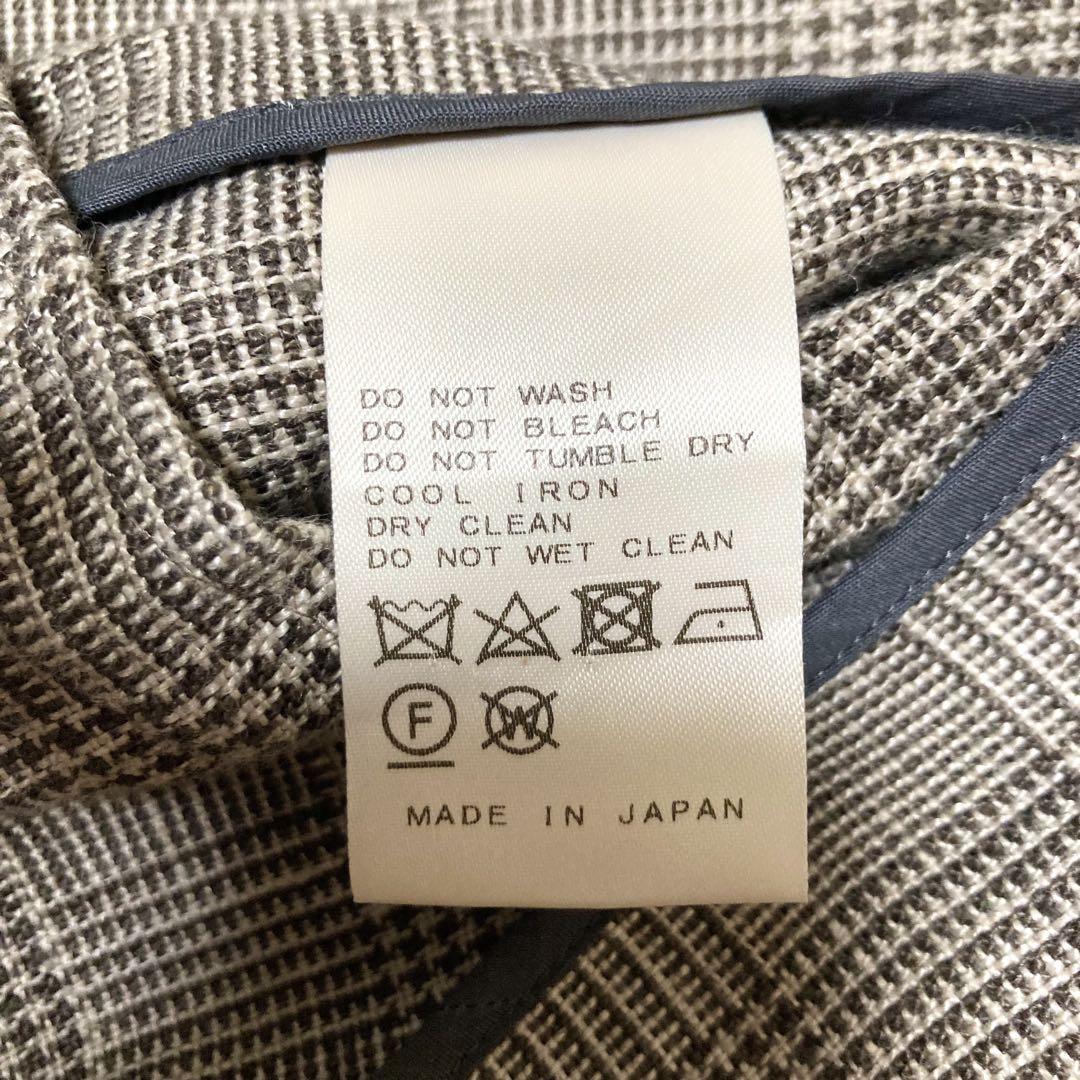 DO NOT WASH
DO NOT BLEACH
DO NOT TUMBLE DRY
COOL IRON
DRY CLEAN
DO NOT WET CLEAN
F W
MADE IN JAPAN